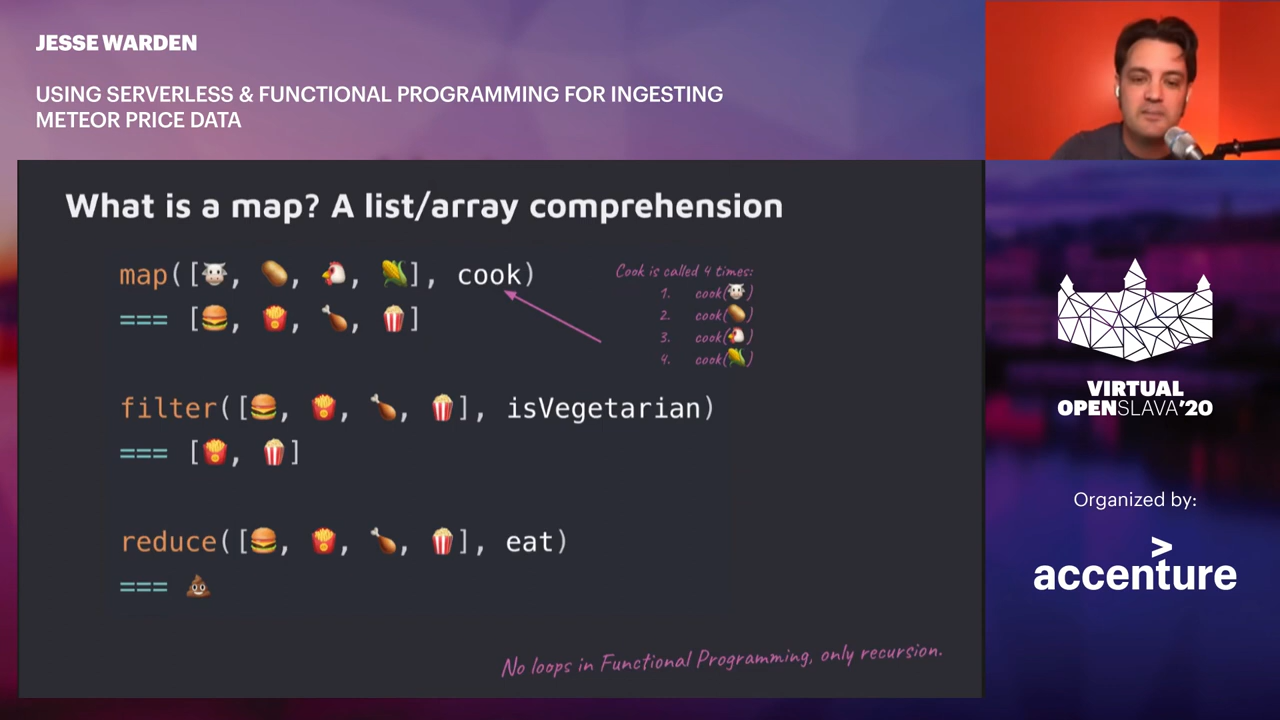 JESSE WARDEN
USING SERVERLESS & FUNCTIONAL PROGRAMMING FOR INGESTING
METEOR PRICE DATA
What is a map? A list/array comprehension
map([🐮, 🥔, 🐔, 🌽], cook)
=== [🍔, 🍟, 🍗, 🍿]
Cook is called 4 times:
1. cook(🐮)
2. cook(🥔)
3. cook(🐔)
4. cook(🌽)
filter([🍔, 🍟, 🍗, 🍿], isVegetarian)
=== [🍟, 🍿]
reduce([🍔, 🍟, 🍗, 🍿], eat)
=== 💩
No loops in Functional Programming, only recursion.
VIRTUAL
OPENSLAVA'20
Organized by:
accenture